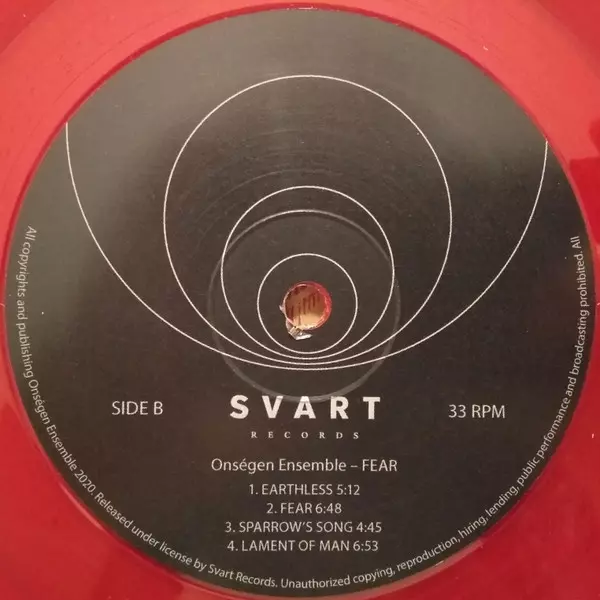 SIDE B
SVART
RECORDS
33 RPM
Onségen Ensemble – FEAR
1. EARTHLESS 5:12
2. FEAR 6:48
3. SPARROW'S SONG 4:45
4. LAMENT OF MAN 6:53
All copyrights and publishing Onségen Ensemble 2020. Released under license by Svart Records. Unauthorized copying, reproduction, hiring, lending, public performance and broadcasting prohibited. All